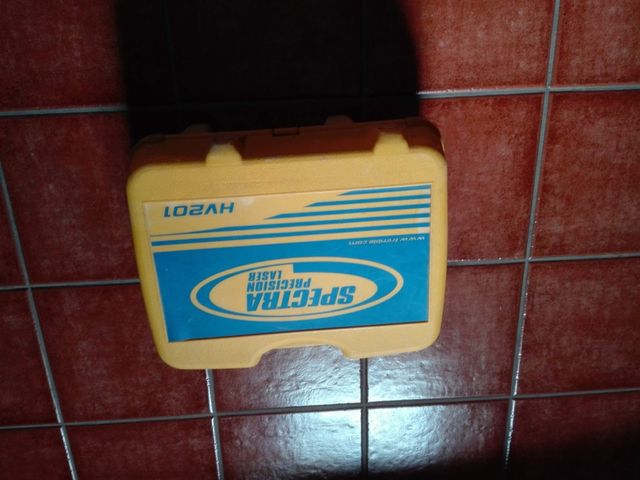 SPECTRA
PRECISION
LASER
www.trimble.com
HV201